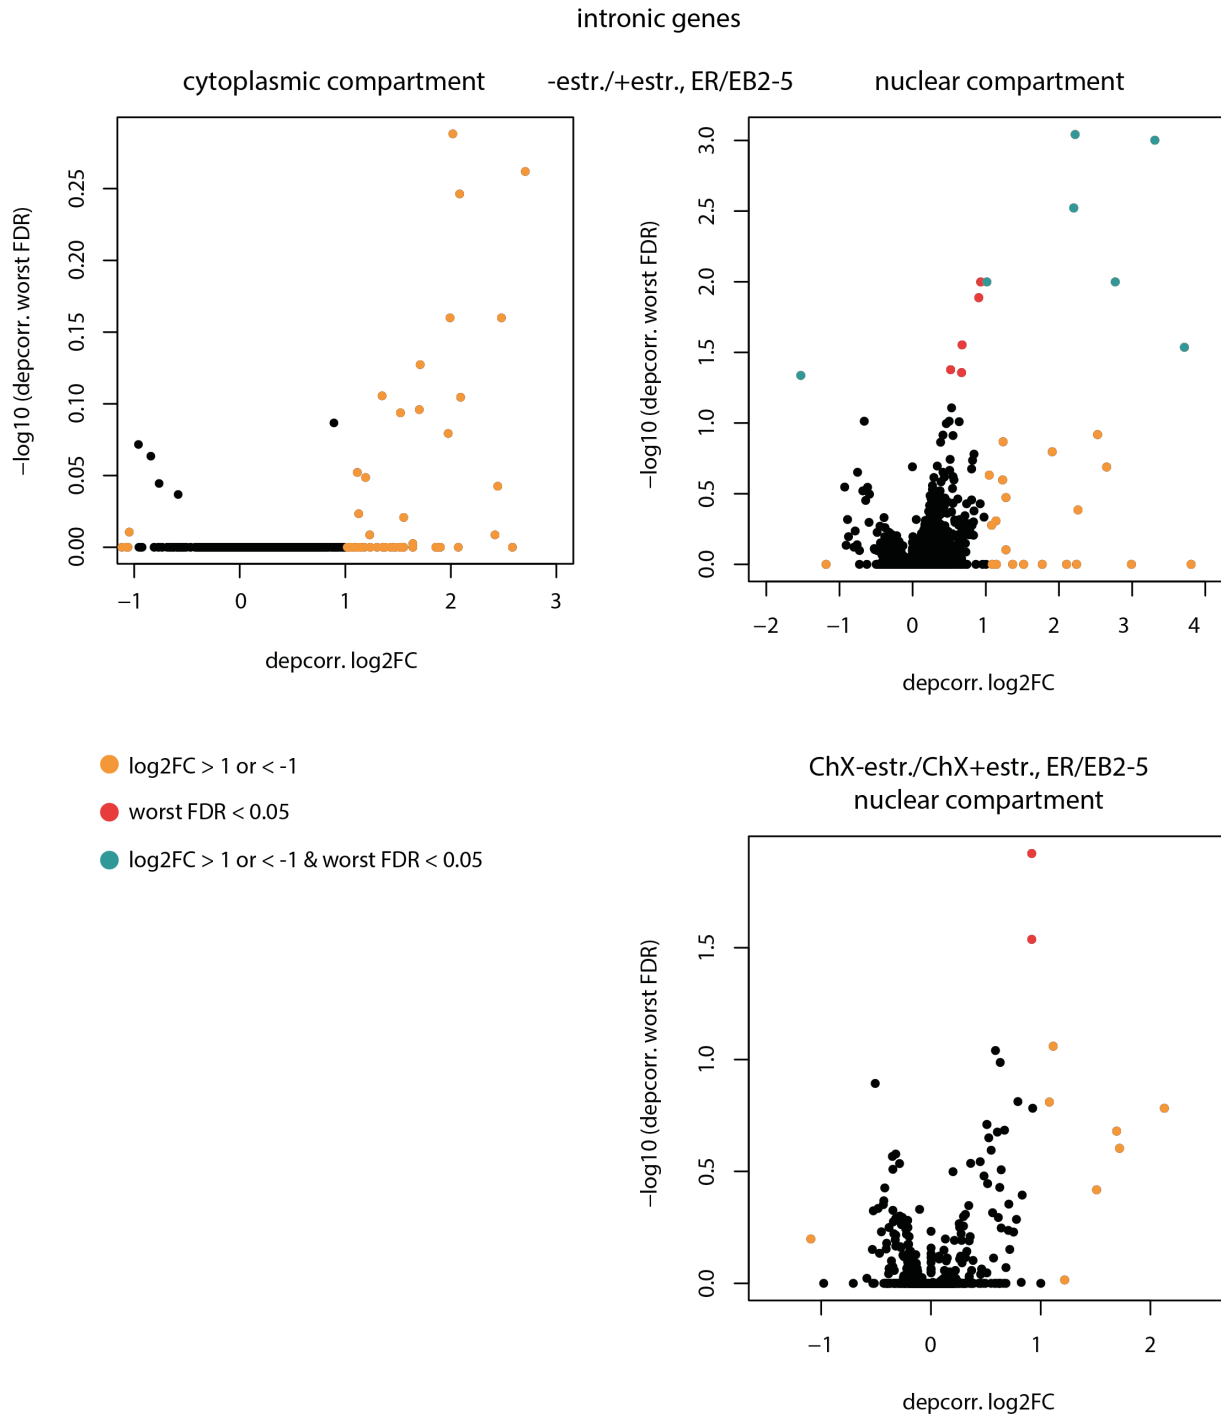 intronic genes
cytoplasmic compartment
-estr./+estr., ER/EB2-5
nuclear compartment
−log10 (depcorr. worst FDR)
0.25
0.20
0.15
0.10
0.05
0.00
−1 0 1 2 3
depcorr. log2FC
−log10 (depcorr. worst FDR)
3.0
2.5
2.0
1.5
1.0
0.5
0.0
−2 −1 0 1 2 3 4
depcorr. log2FC
log2FC > 1 or < -1
worst FDR < 0.05
log2FC > 1 or < -1 & worst FDR < 0.05
ChX-estr./ChX+estr., ER/EB2-5
nuclear compartment
−log10 (depcorr. worst FDR)
1.5
1.0
0.5
0.0
−1 0 1 2
depcorr. log2FC